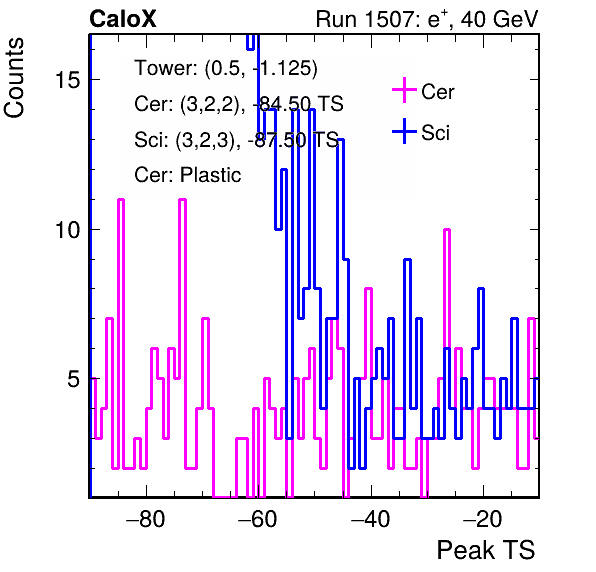 CaloX Run 1507: e⁺, 40 GeV
Counts
15
10
5
Tower: (0.5, -1.125)
Cer: (3,2,2), -84.50 TS
Sci: (3,2,3), -87.50 TS
Cer: Plastic
Cer
Sci
−80 −60 −40 −20
Peak TS